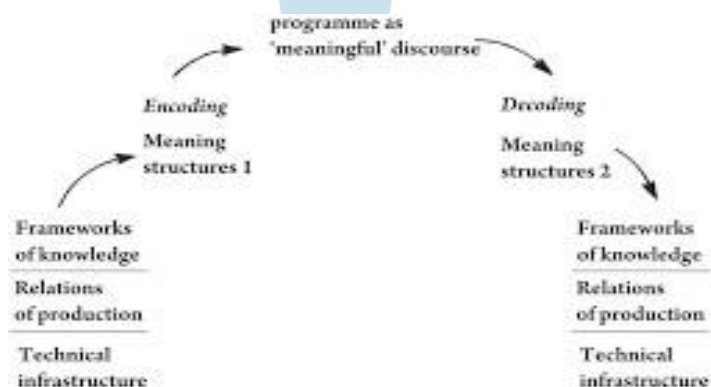 programme as
'meaningful' discourse
Encoding
Meaning
structures 1
Frameworks
of knowledge
Relations
of production
Technical
infrastructure
Decoding
Meaning
structures 2
Frameworks
of knowledge
Relations
of production
Technical
infrastructure